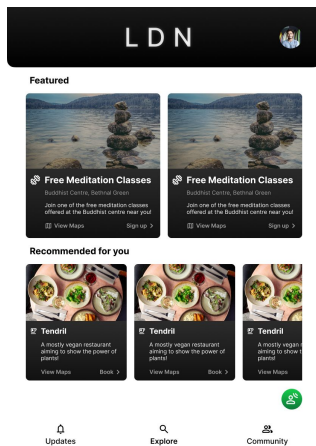 LDN
Featured
Free Meditation Classes
Buddhist Centre, Bethnal Green
Join one of the free meditation classes
offered at the Buddhist centre near you!
View Maps Sign up
Free Meditation Classes
Buddhist Centre, Bethnal Green
Join one of the free meditation classes
offered at the Buddhist centre near you!
View Maps Sign up
Recommended for you
Tendril
A mostly vegan restaurant
aiming to show the power of
plants!
View Maps Book
Tendril
A mostly vegan restaurant
aiming to show the power of
plants!
View Maps Book
Tendril
A mostly vegan
aiming to show t
plants!
View Maps
Updates Explore Community